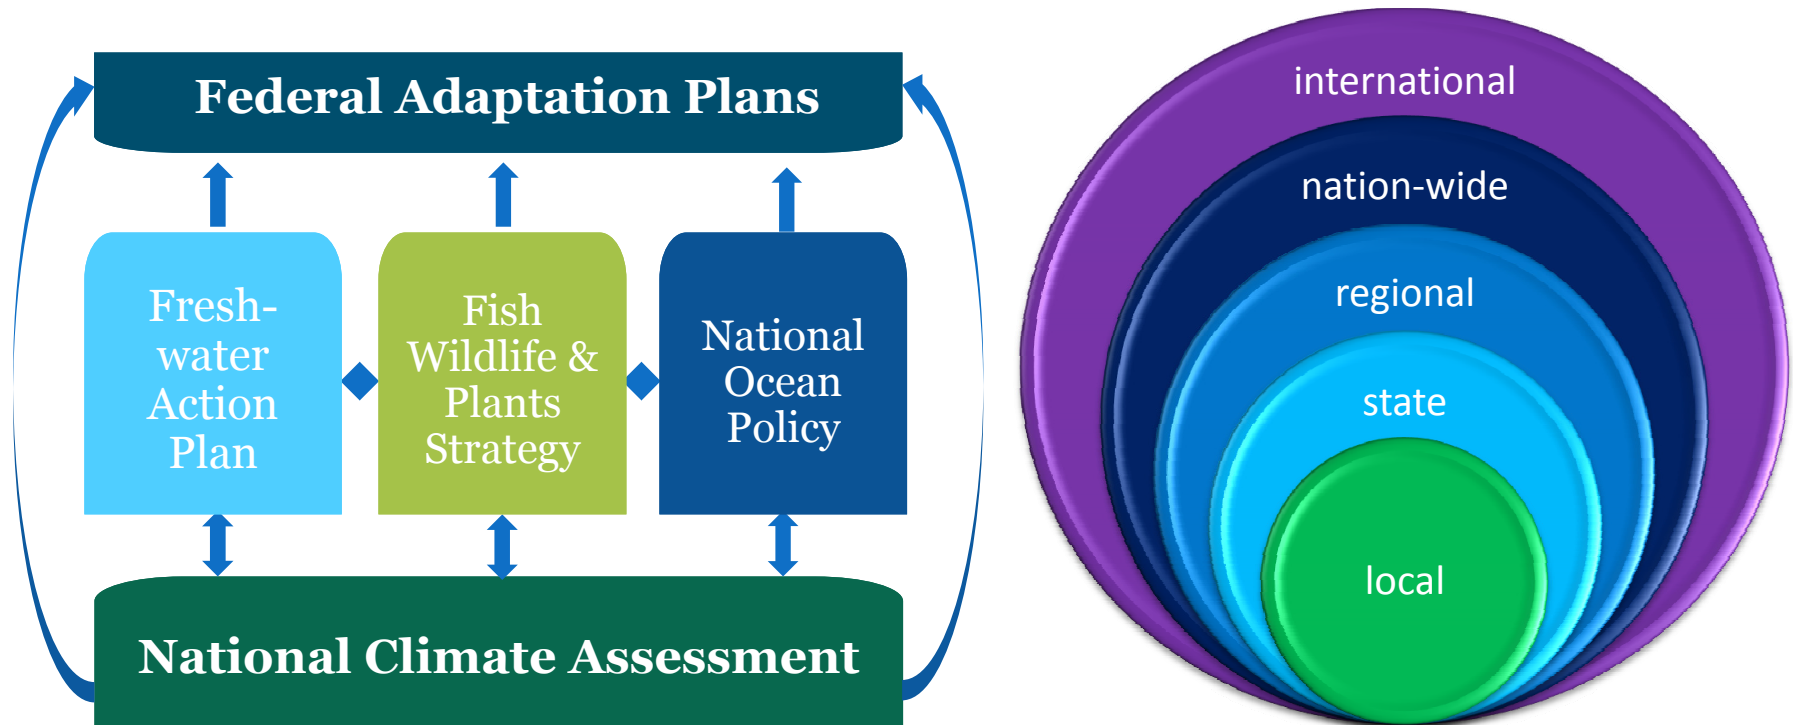 Federal Adaptation Plans
Fresh-
water
Action
Plan
Fish
Wildlife &
Plants
Strategy
National
Ocean
Policy
National Climate Assessment
international
nation-wide
regional
state
local